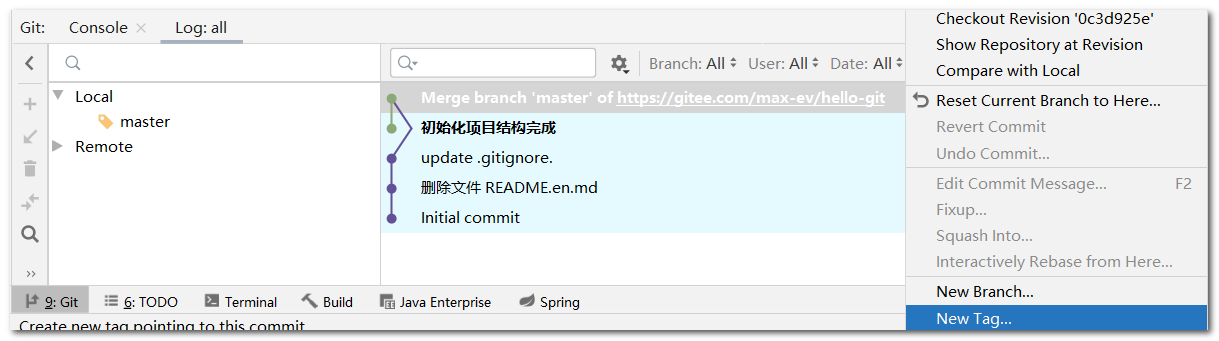 Git: Console Log: all
Branch: All User: All Date: All
Local
master
Remote
Merge branch 'master' of https://gitee.com/max-ev/hello-git
初始化项目结构完成
update .gitignore.
删除文件 README.en.md
Initial commit
Checkout Revision '0c3d925e'
Show Repository at Revision
Compare with Local
Reset Current Branch to Here...
Revert Commit
Undo Commit...
Edit Commit Message... F2
Fixup...
Squash Into...
Interactively Rebase from Here...
New Branch...
New Tag...
9: Git 6: TODO Terminal Build Java Enterprise Spring
Create new tag pointing to this commit